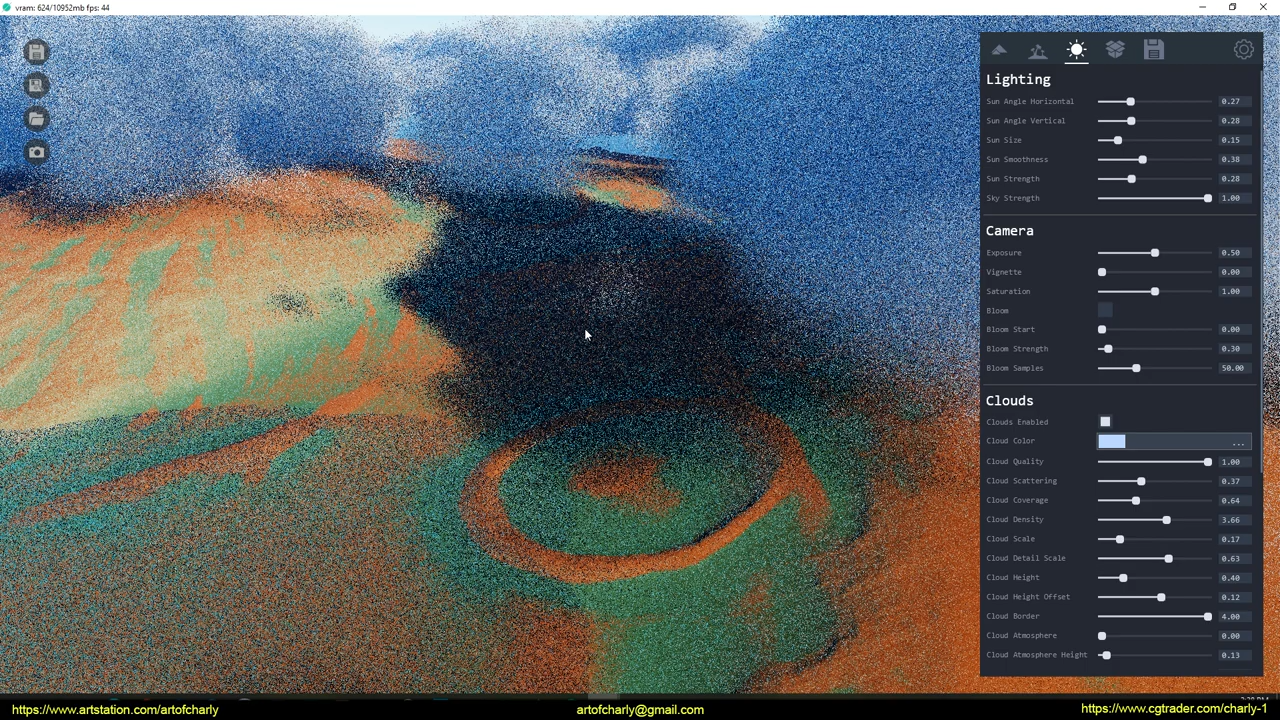 vram: 624/10952mb fps: 44
Lighting
Sun Angle Horizontal 0.27
Sun Angle Vertical 0.28
Sun Size 0.15
Sun Smoothness 0.38
Sun Strength 0.28
Sky Strength 1.00
Camera
Exposure 0.50
Vignette 0.00
Saturation 1.00
Bloom
Bloom Start 0.00
Bloom Strength 0.30
Bloom Samples 50.00
Clouds
Clouds Enabled
Cloud Color ...
Cloud Quality 1.00
Cloud Scattering 0.37
Cloud Coverage 0.64
Cloud Density 3.66
Cloud Scale 0.17
Cloud Detail Scale 0.63
Cloud Height 0.40
Cloud Height Offset 0.12
Cloud Border 4.00
Cloud Atmosphere 0.00
Cloud Atmosphere Height 0.13
https://www.artstation.com/artofcharly artofcharly@gmail.com https://www.cgtrader.com/charly-1